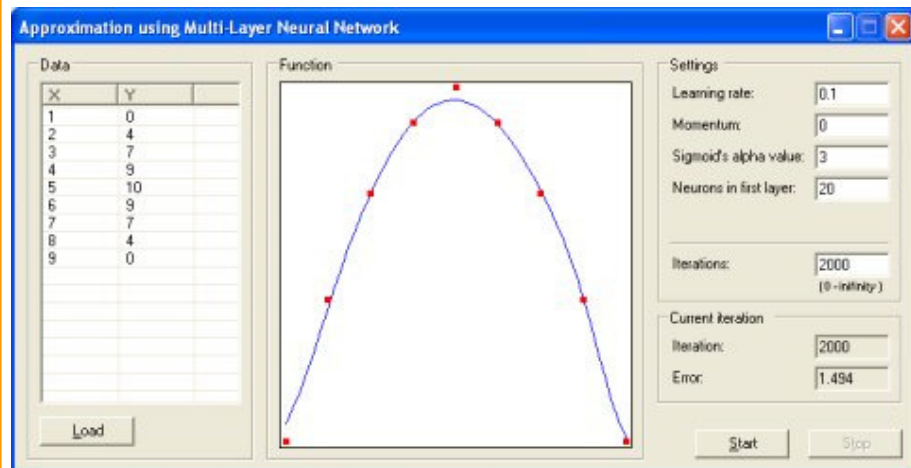 Approximation using Multi-Layer Neural Network
Data
X Y
1 0
2 4
3 7
4 9
5 10
6 9
7 7
8 4
9 0
Load
Function
Settings
Learning rate: 0.1
Momentum: 0
Sigmoid's alpha value: 3
Neurons in first layer: 20
Iterations: 2000
( 0 - inifinity )
Current iteration
Iteration: 2000
Error: 1.494
Start Stop